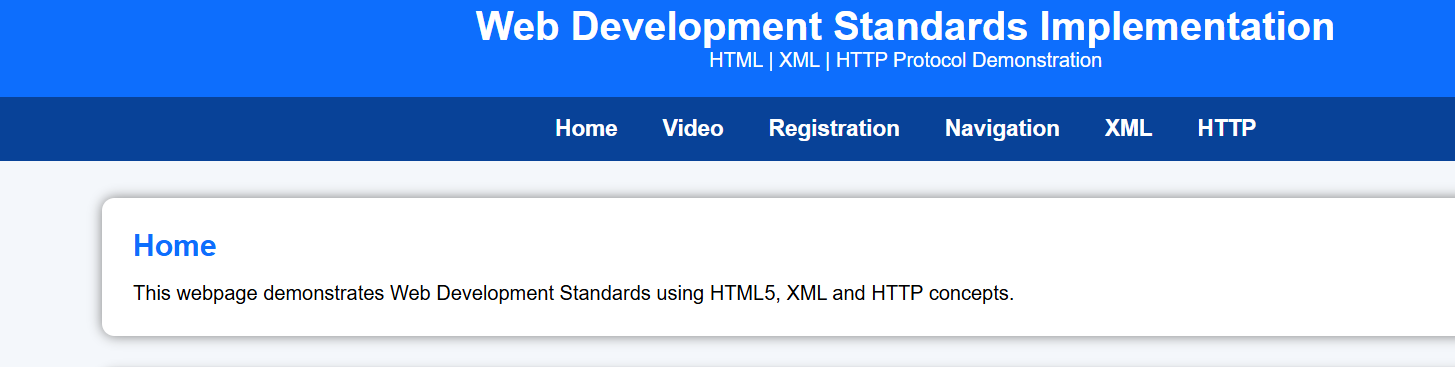 Web Development Standards Implementation
HTML | XML | HTTP Protocol Demonstration
Home Video Registration Navigation XML HTTP
Home
This webpage demonstrates Web Development Standards using HTML5, XML and HTTP concepts.